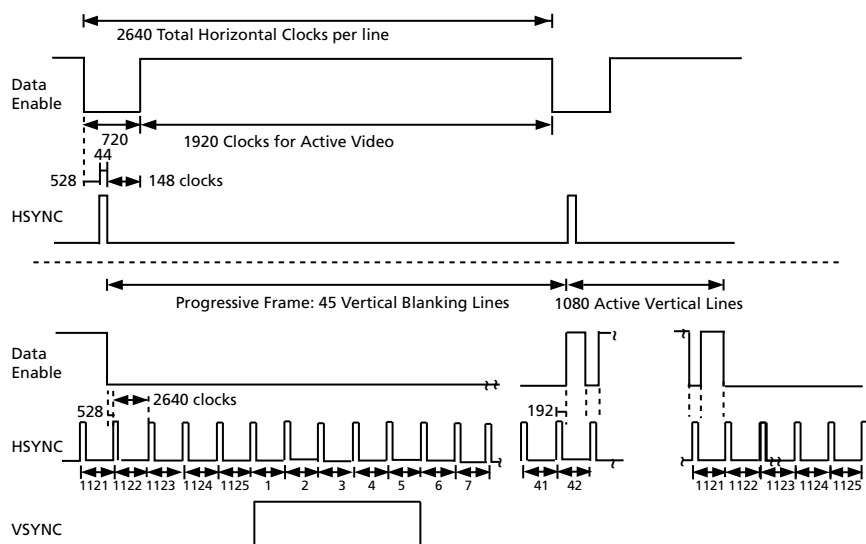 2640 Total Horizontal Clocks per line
Data
Enable
720
1920 Clocks for Active Video
44
528
148 clocks
HSYNC
Progressive Frame: 45 Vertical Blanking Lines
1080 Active Vertical Lines
Data
Enable
2640 clocks
528
192
HSYNC
1121 1122 1123 1124 1125 1 2 3 4 5 6 7 41 42 1121 1122 1123 1124 1125
VSYNC